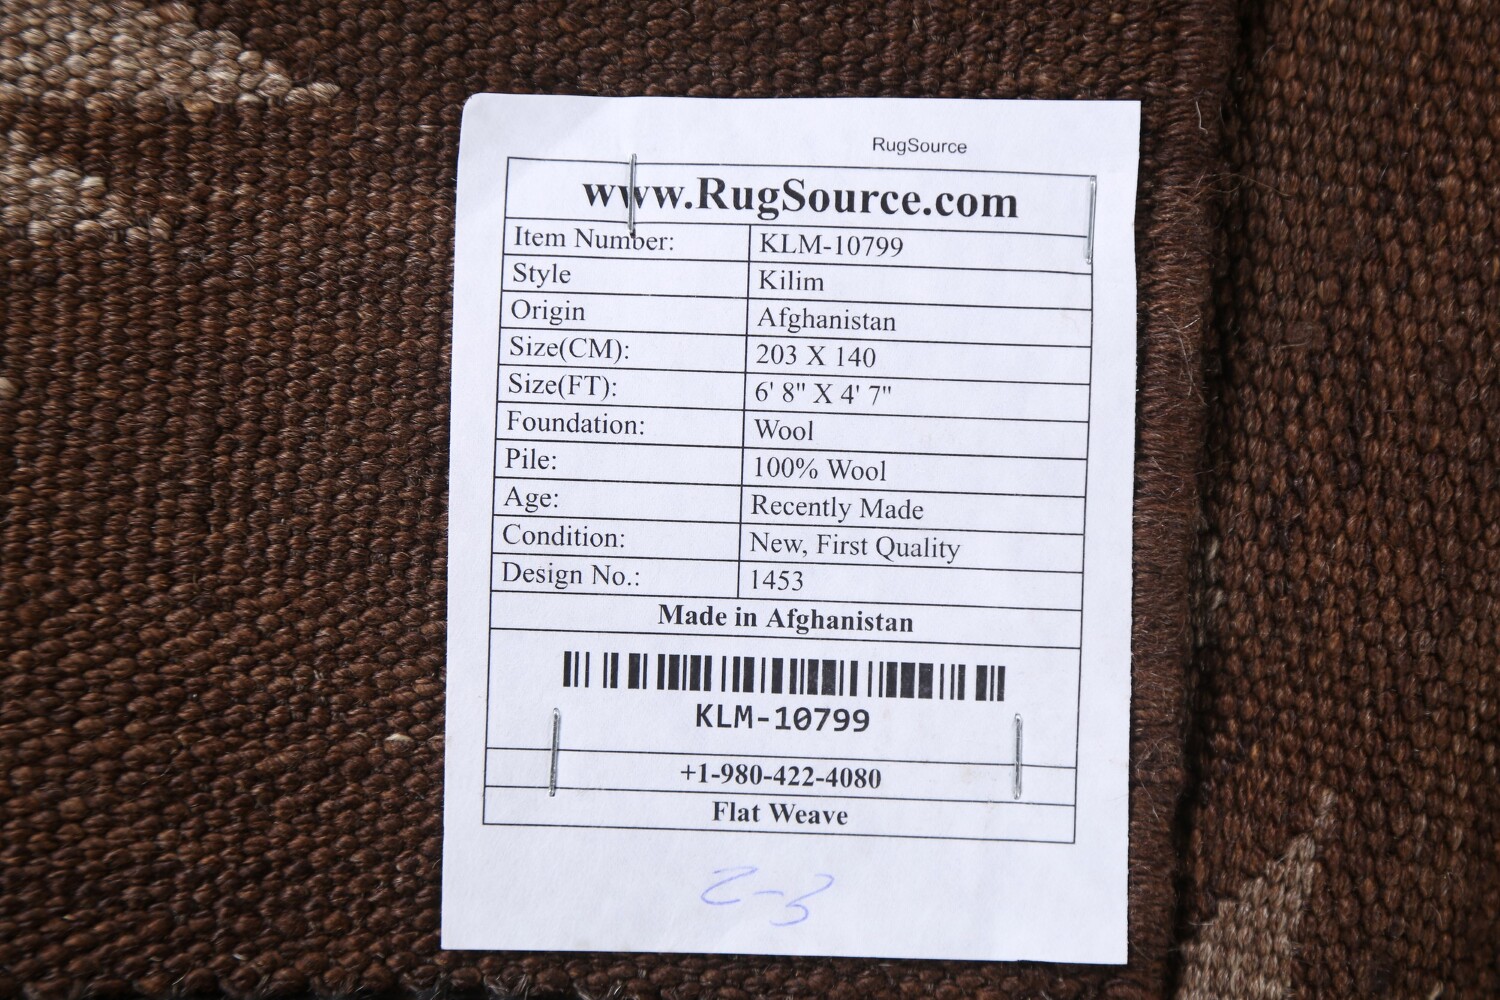 RugSource
www.RugSource.com
Item Number: KLM-10799
Style Kilim
Origin Afghanistan
Size(CM): 203 X 140
Size(FT): 6' 8" X 4' 7"
Foundation: Wool
Pile: 100% Wool
Age: Recently Made
Condition: New, First Quality
Design No.: 1453
Made in Afghanistan
KLM-10799
+1-980-422-4080
Flat Weave
2-3